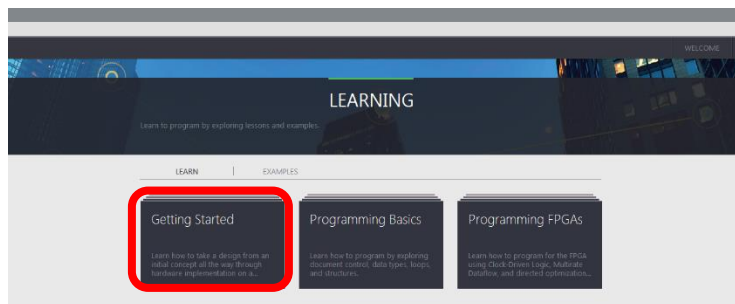 WELCOME
LEARNING
Learn to program by exploring lessons and examples.
LEARN | EXAMPLES
Getting Started
Learn how to take a design from an
initial concept all the way through
hardware implementation on a...
Programming Basics
Learn how to program by exploring
document control, data types, loops,
and structures.
Programming FPGAs
Learn how to program for the FPGA
using Clock-Driven Logic, Multirate
Dataflow, and directed optimization...